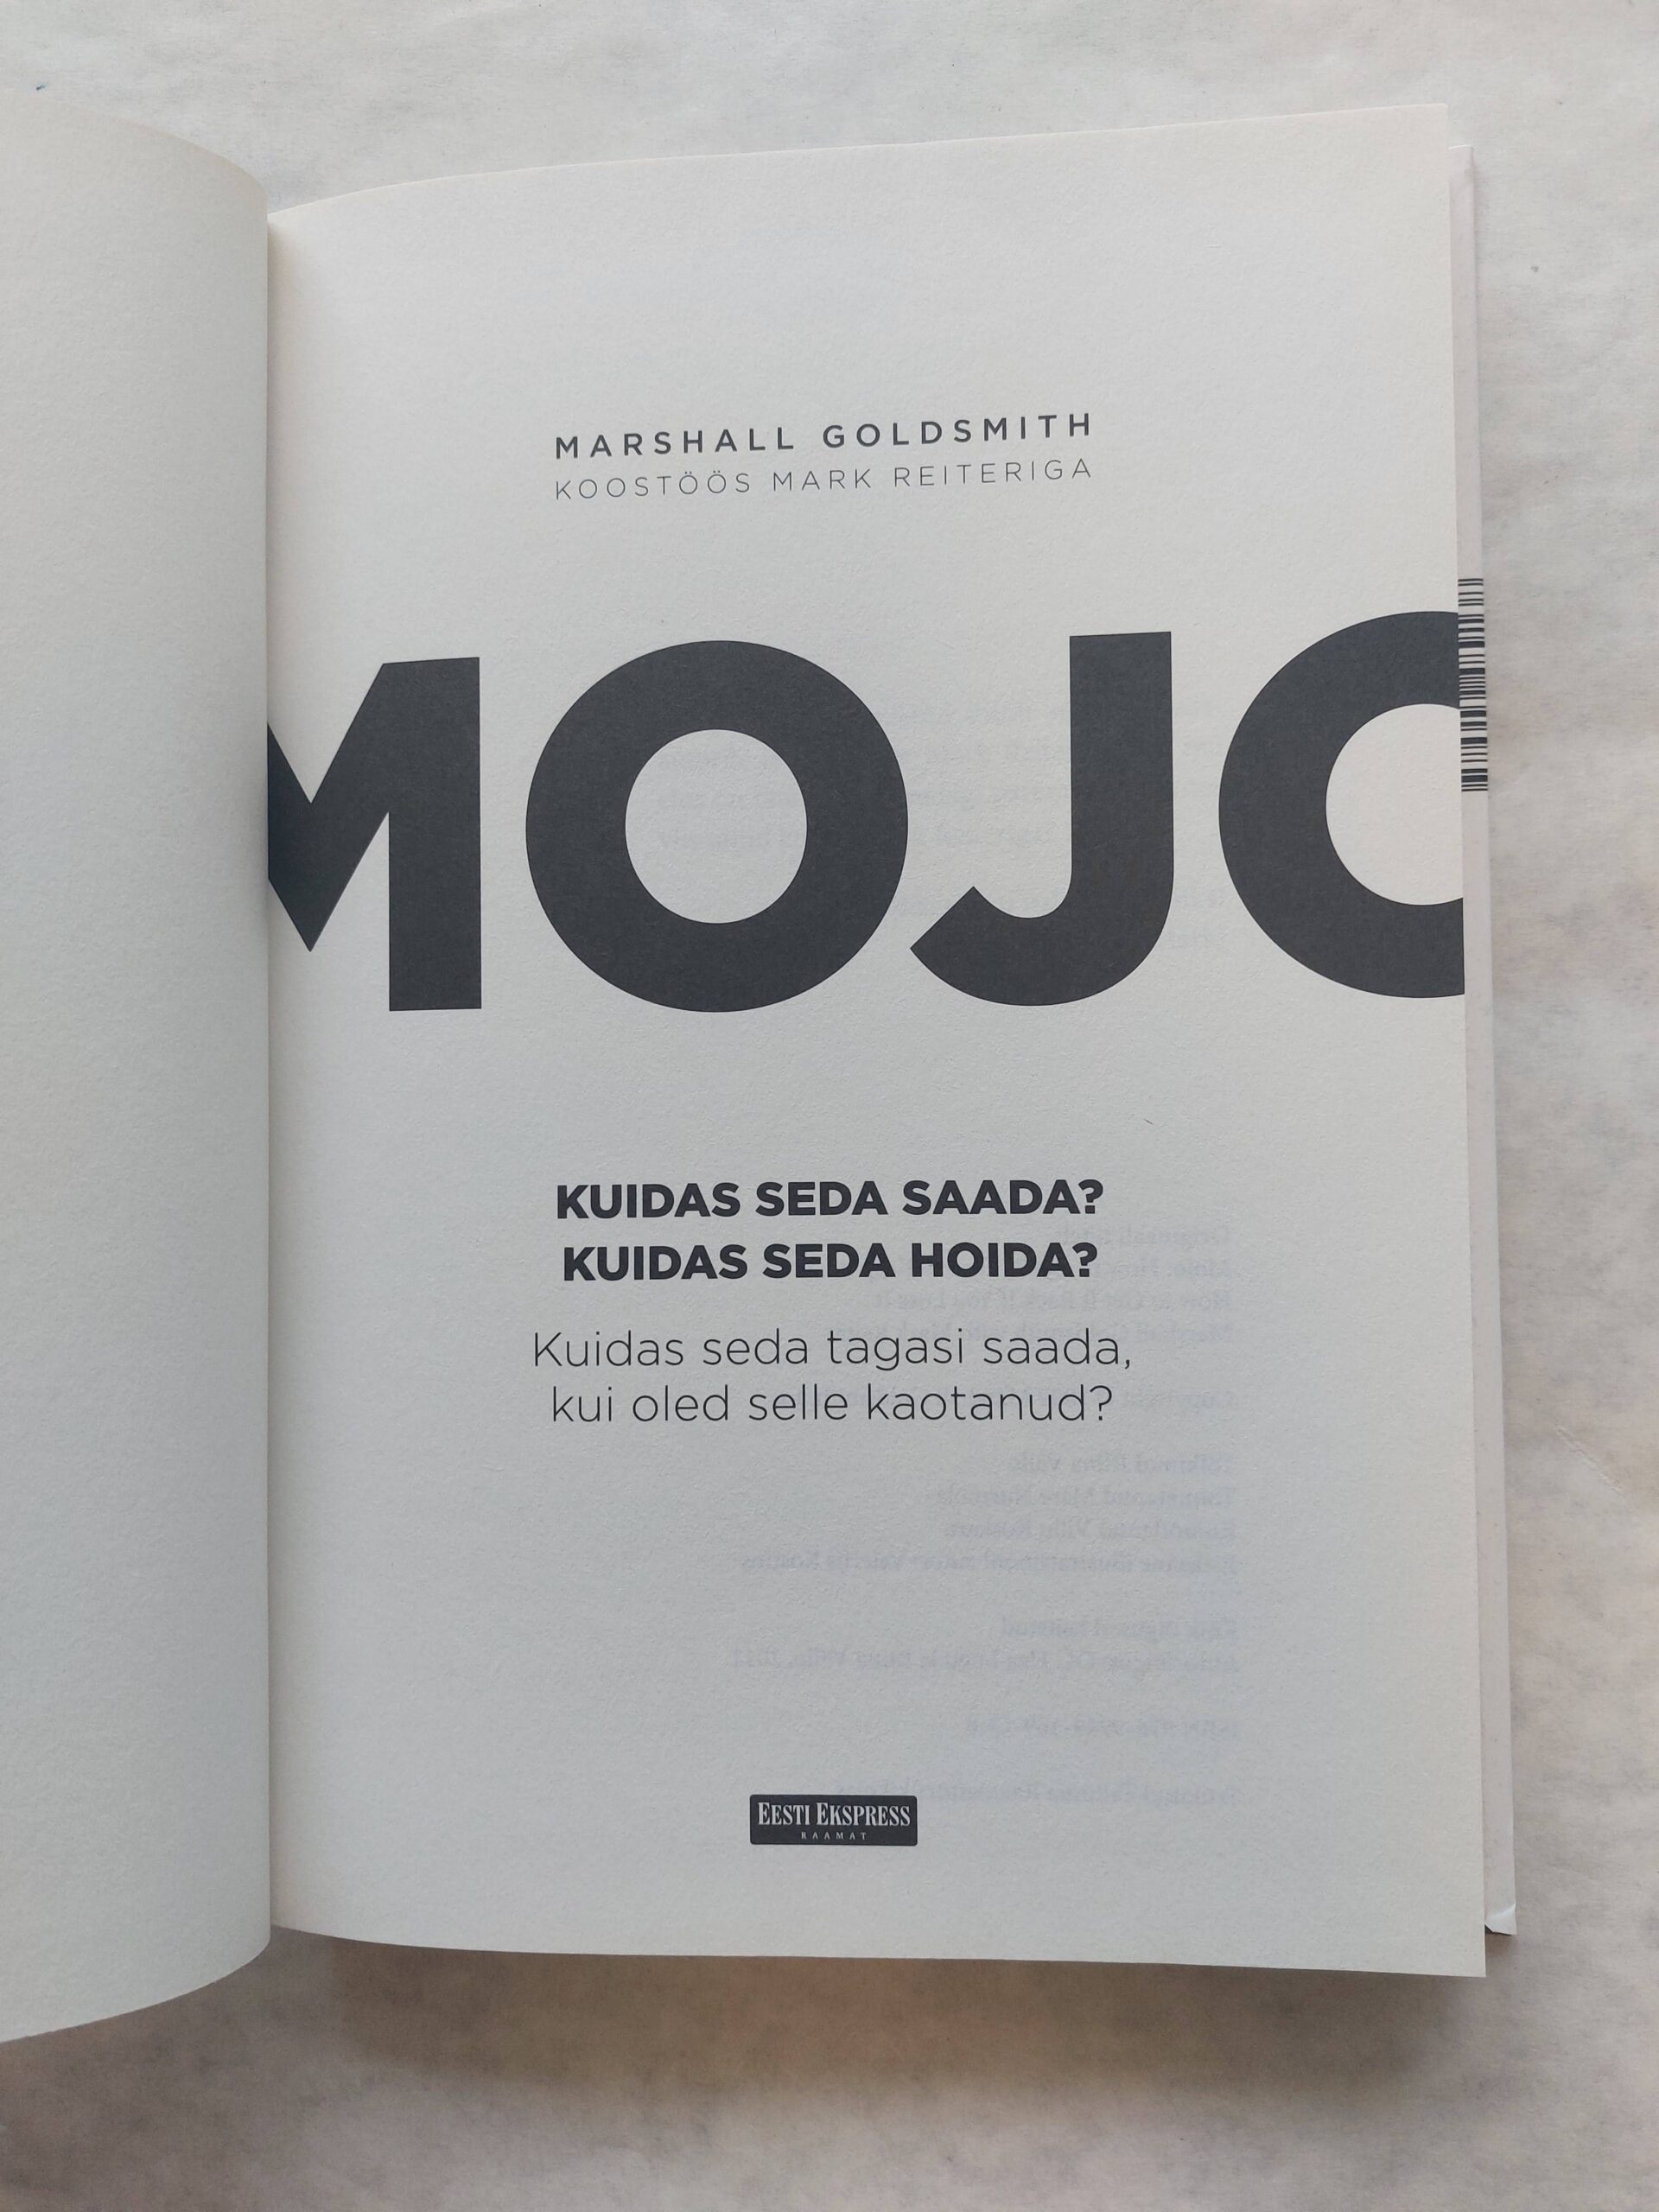 MARSHALL GOLDSMITH
KOOSTÖÖS MARK REITERIGA
MOJO
KUIDAS SEDA SAADA?
KUIDAS SEDA HOIDA?
Kuidas seda tagasi saada,
kui oled selle kaotanud?
EESTI EKSPRESS
RAAMAT